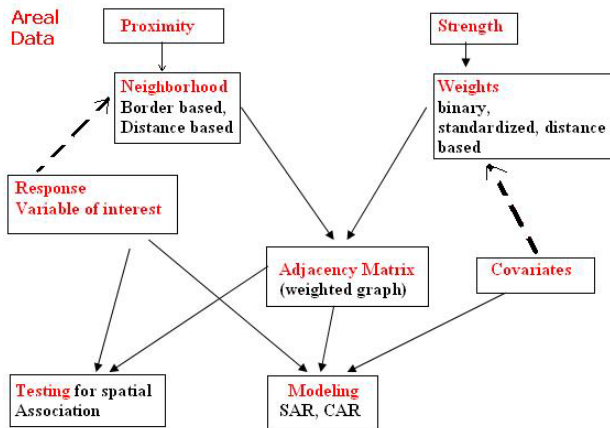 Areal
Data
Proximity
Strength
Neighborhood
Border based,
Distance based
Weights
binary,
standardized, distance
based
Response
Variable of interest
Adjacency Matrix
(weighted graph)
Covariates
Testing for spatial
Association
Modeling
SAR, CAR